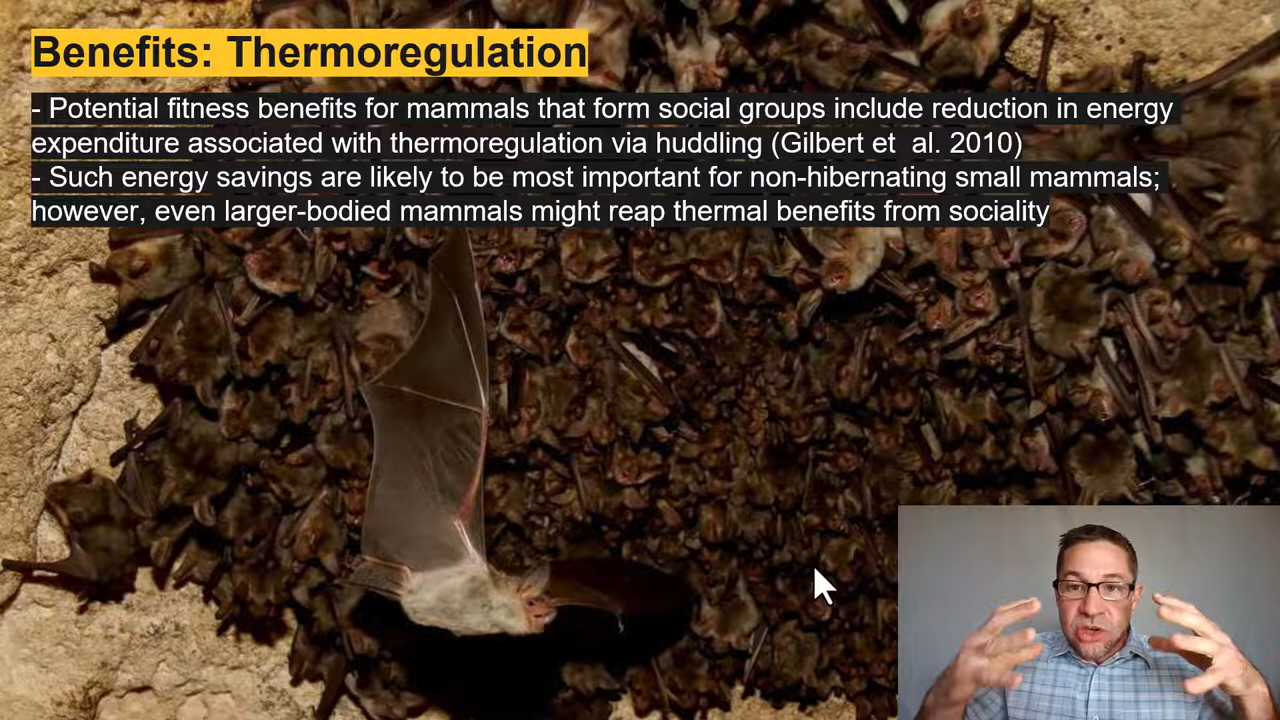 Benefits: Thermoregulation
- Potential fitness benefits for mammals that form social groups include reduction in energy
expenditure associated with thermoregulation via huddling (Gilbert et  al. 2010)
- Such energy savings are likely to be most important for non-hibernating small mammals;
however, even larger-bodied mammals might reap thermal benefits from sociality